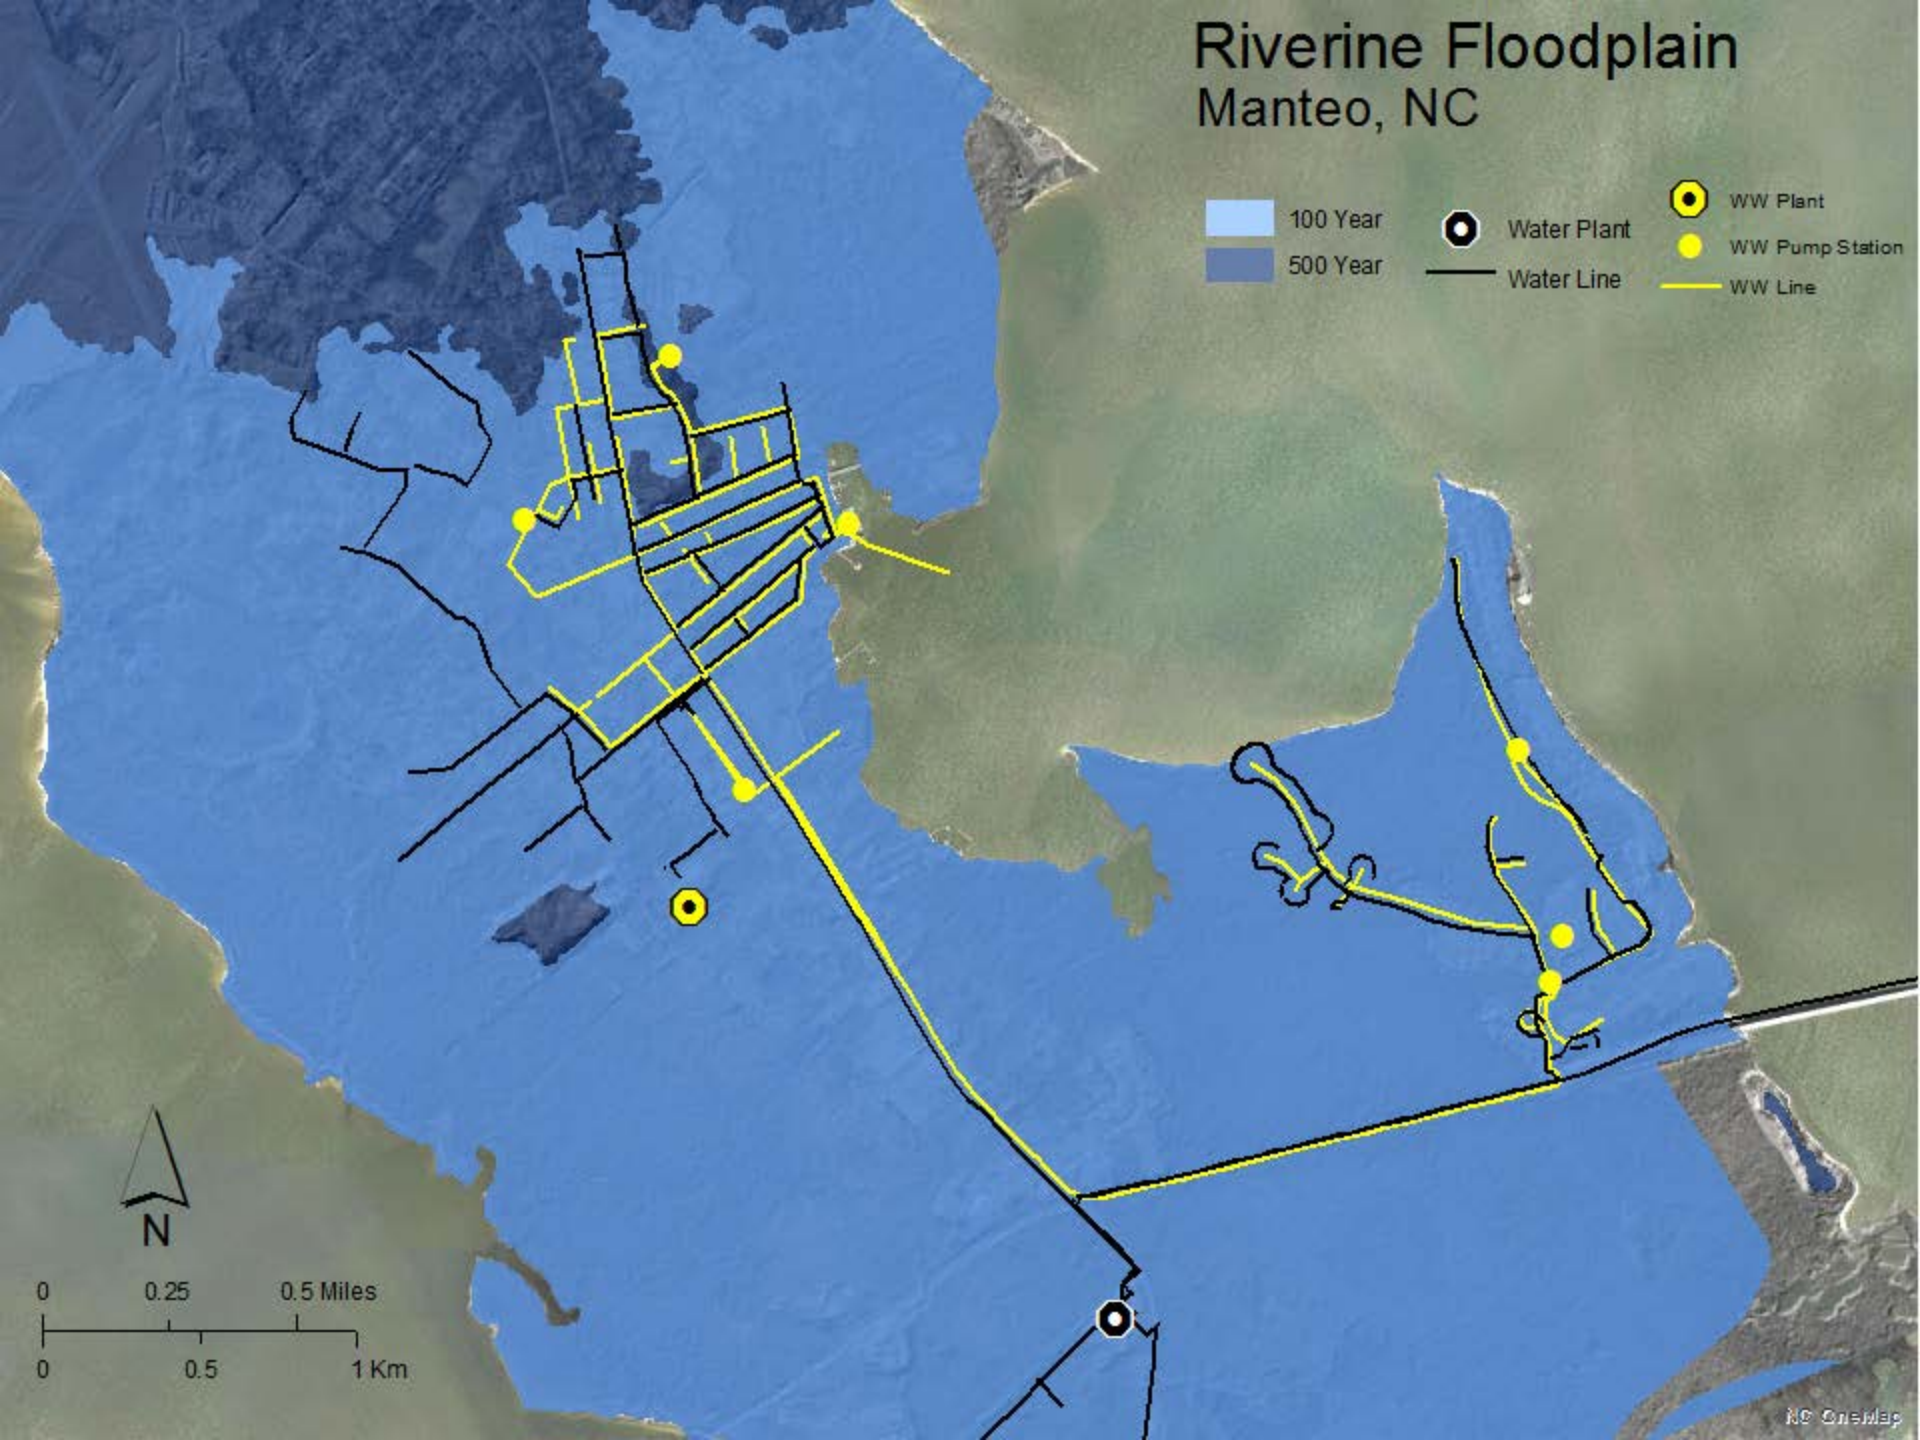 Riverine Floodplain
Manteo, NC
100 Year
500 Year
Water Plant
Water Line
WW Plant
WW Pump Station
WW Line
N
0 0.25 0.5 Miles
0 0.5 1 Km
NC OneMap